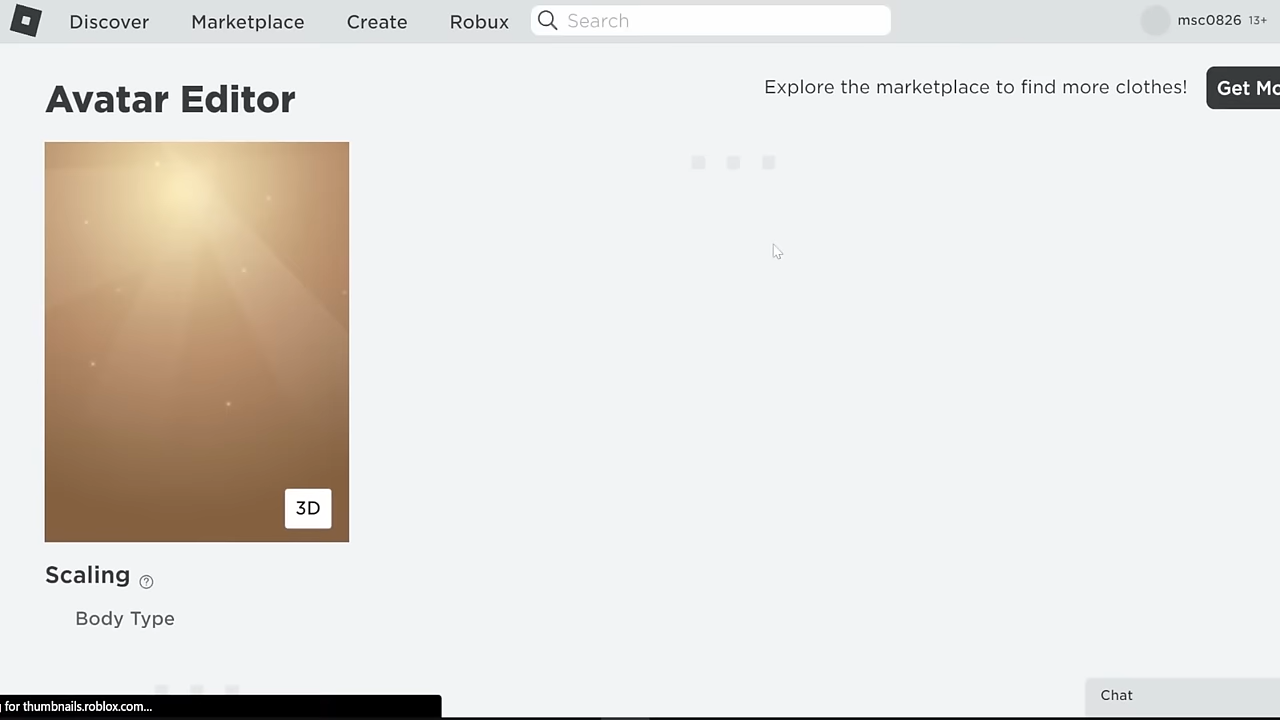 Discover Marketplace Create Robux Search msc0826 13+
Avatar Editor
Explore the marketplace to find more clothes! Get Mo
3D
Scaling
Body Type
for thumbnails.roblox.com...
Chat